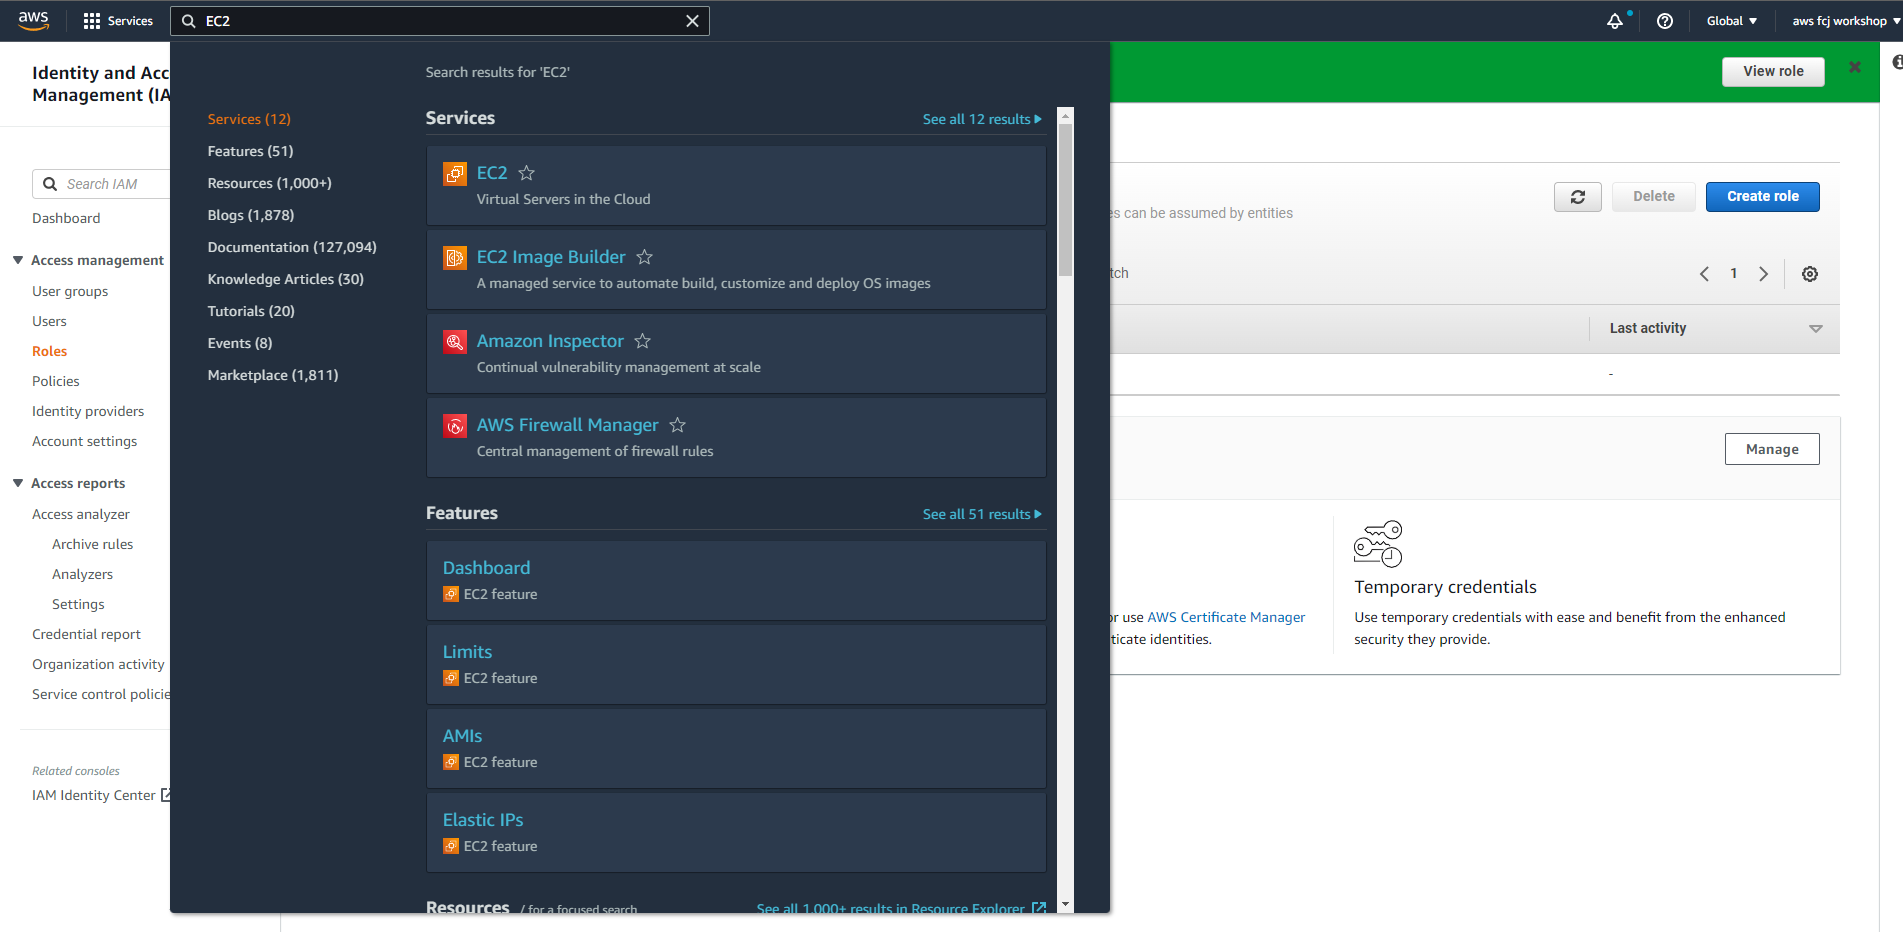 aws
Services
EC2
Global
aws fcj workshop
Identity and Acc
Management (IA
Search IAM
Dashboard
Access management
User groups
Users
Roles
Policies
Identity providers
Account settings
Access reports
Access analyzer
Archive rules
Analyzers
Settings
Credential report
Organization activity
Service control policie
Related consoles
IAM Identity Center
Search results for 'EC2'
Services (12)
Features (51)
Resources (1,000+)
Blogs (1,878)
Documentation (127,094)
Knowledge Articles (30)
Tutorials (20)
Events (8)
Marketplace (1,811)
Services
See all 12 results
EC2
Virtual Servers in the Cloud
EC2 Image Builder
A managed service to automate build, customize and deploy OS images
Amazon Inspector
Continual vulnerability management at scale
AWS Firewall Manager
Central management of firewall rules
Features
See all 51 results
Dashboard
EC2 feature
Limits
EC2 feature
AMIs
EC2 feature
Elastic IPs
EC2 feature
Resources / for a focused search
See all 1,000+ results in Resource Explorer
View role
Delete
Create role
es can be assumed by entities
tch
1
Last activity
-
Manage
or use AWS Certificate Manager
ticate identities.
Temporary credentials
Use temporary credentials with ease and benefit from the enhanced
security they provide.